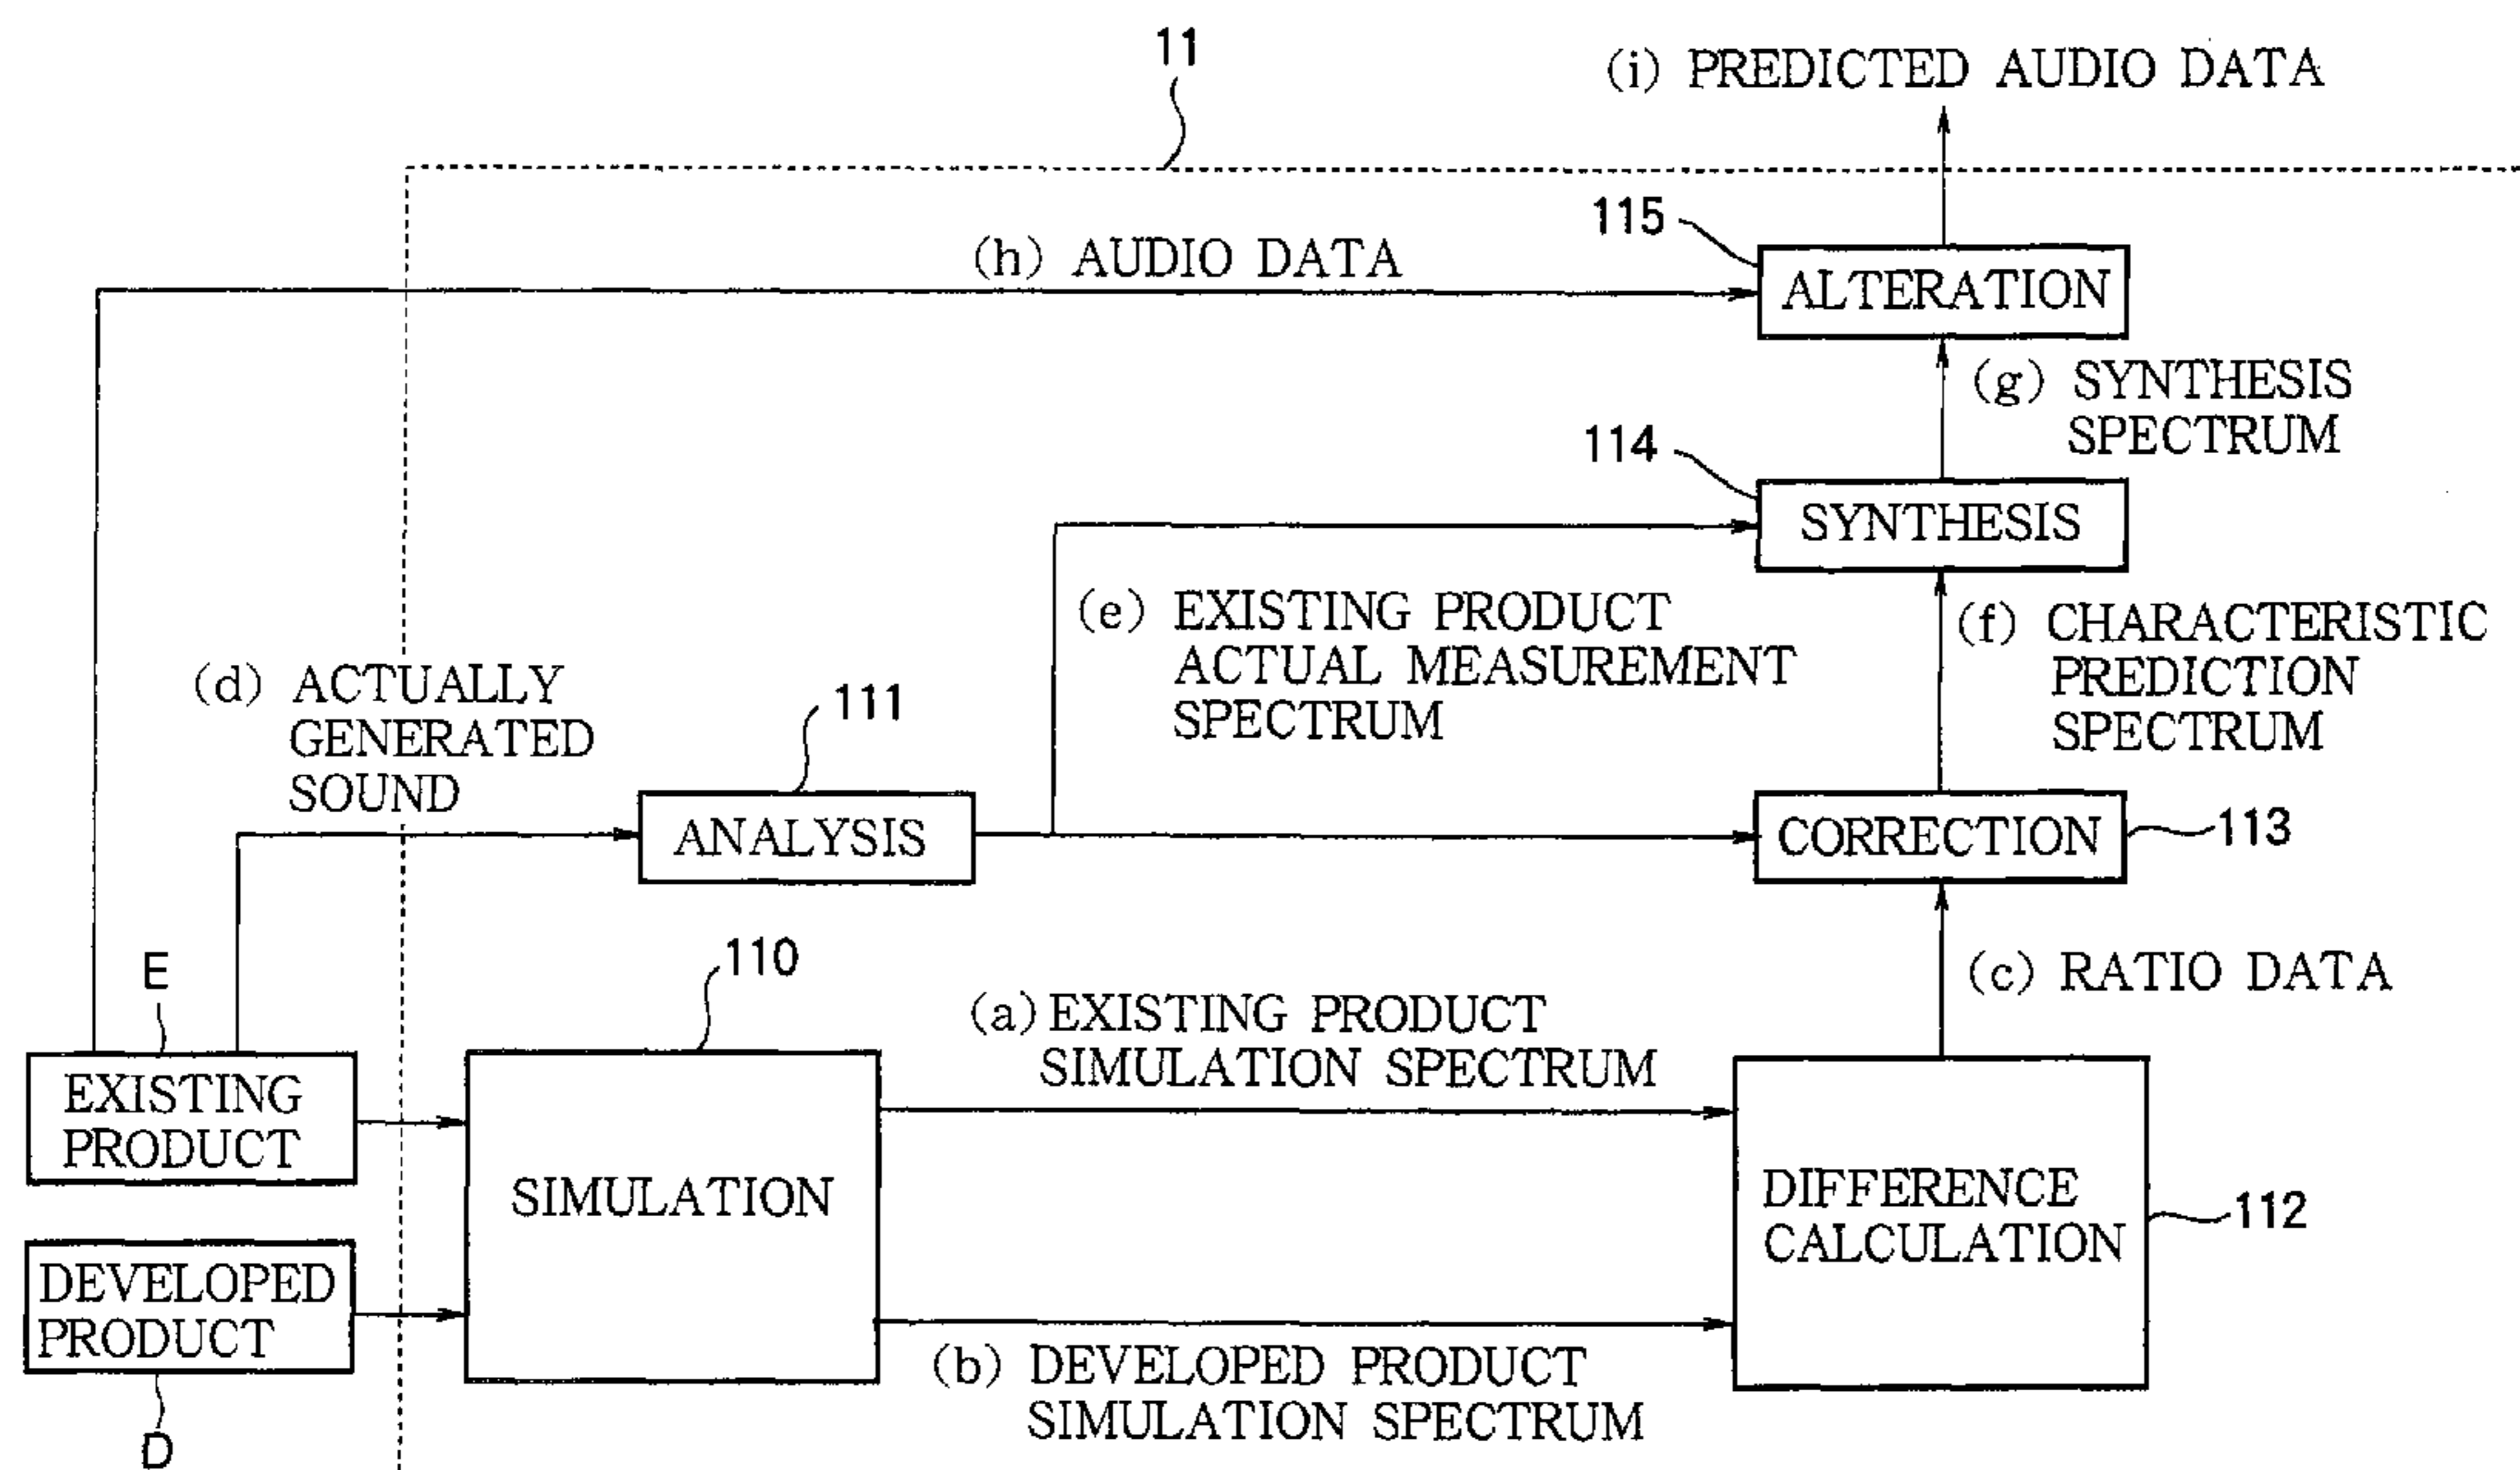 11
(i) PREDICTED AUDIO DATA
115
(h) AUDIO DATA
ALTERATION
(g) SYNTHESIS
SPECTRUM
114
SYNTHESIS
(e) EXISTING PRODUCT
ACTUAL MEASUREMENT
SPECTRUM
(f) CHARACTERISTIC
PREDICTION
SPECTRUM
(d) ACTUALLY
GENERATED
SOUND
111
ANALYSIS
CORRECTION
113
E
110
(c) RATIO DATA
(a) EXISTING PRODUCT
SIMULATION SPECTRUM
EXISTING
PRODUCT
SIMULATION
DIFFERENCE
CALCULATION
112
DEVELOPED
PRODUCT
(b) DEVELOPED PRODUCT
SIMULATION SPECTRUM
D